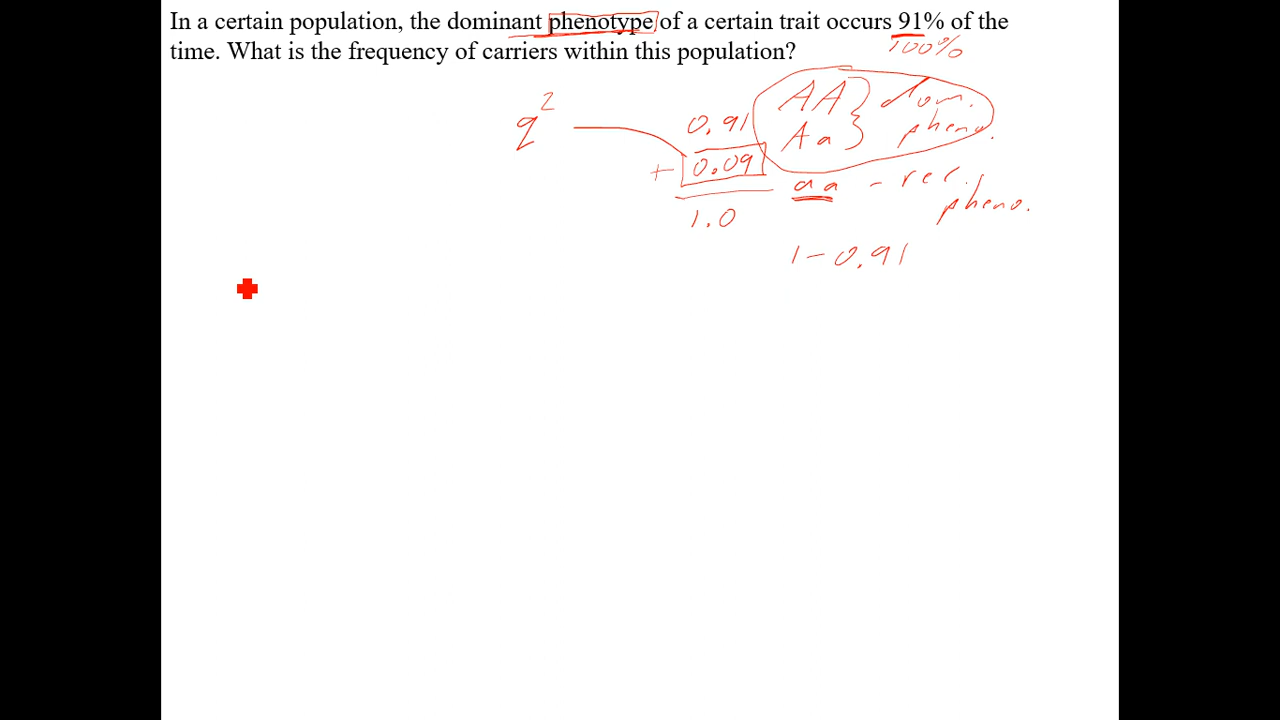 In a certain population, the dominant phenotype of a certain trait occurs 91% of the
time. What is the frequency of carriers within this population?
100%
q²
0.91 AA } dom.
Aa } pheno.
+ 0.09 aa - rec.
pheno.
1.0
1-0.91